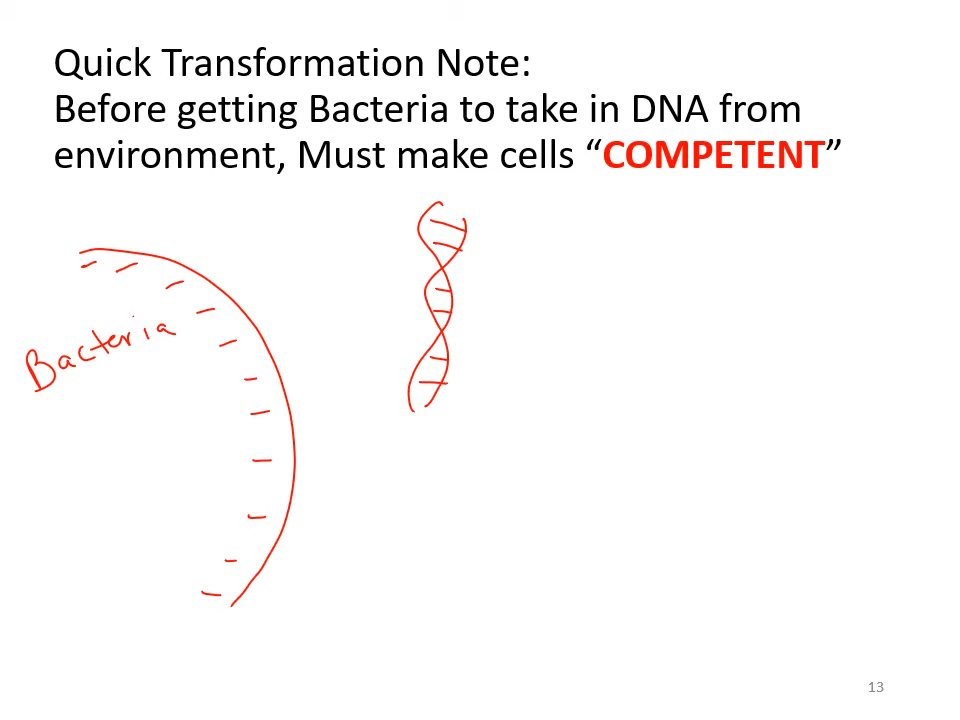 Quick Transformation Note:
Before getting Bacteria to take in DNA from
environment, Must make cells “COMPETENT”
Bacteria
13